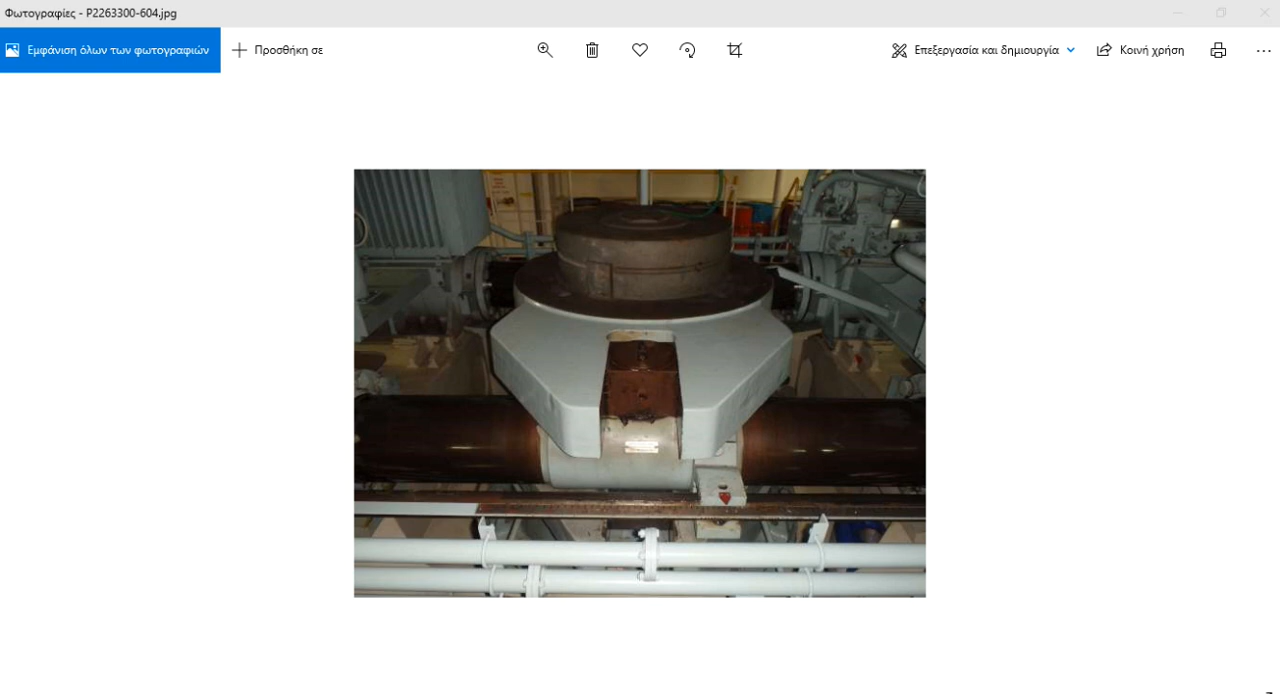 Φωτογραφίες - P2263300-604.jpg
Εμφάνιση όλων των φωτογραφιών
Προσθήκη σε
Επεξεργασία και δημιουργία
Κοινή χρήση